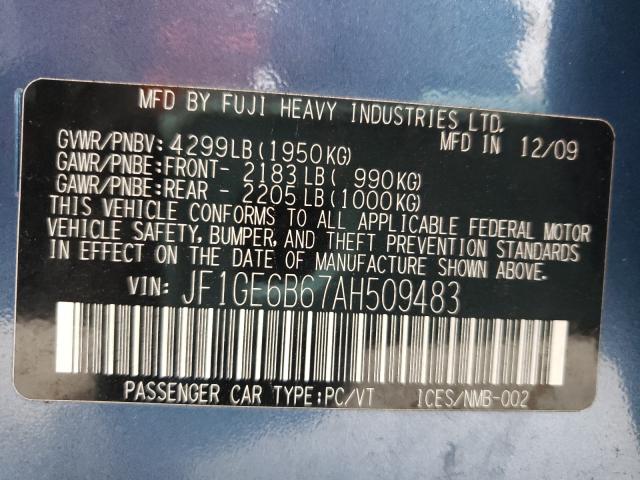 MFD BY FUJI HEAVY INDUSTRIES LTD.
GVWR/PNBV: 4299LB(1950KG) MFD IN 12/09
GAWR/PNBE:FRONT- 2183LB( 990KG)
GAWR/PNBE:REAR - 2205LB(1000KG)
THIS VEHICLE CONFORMS TO ALL APPLICABLE FEDERAL MOTOR
VEHICLE SAFETY, BUMPER, AND THEFT PREVENTION STANDARDS
IN EFFECT ON THE DATE OF MANUFACTURE SHOWN ABOVE.
VIN: JF1GE6B67AH509483
PASSENGER CAR TYPE:PC/VT ICES/NMB-002